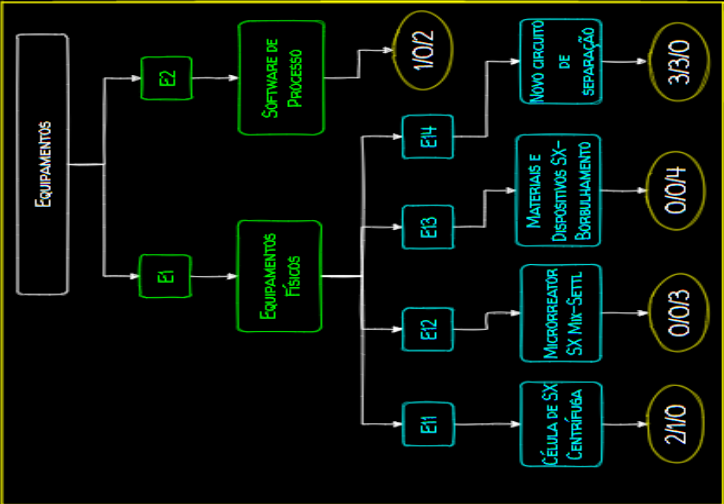 EQUIPAMENTOS
E1
EQUIPAMENTOS
FÍSICOS
E11
CÉLULA DE SX
CENTRÍFUGA
2/1/0
E12
MICRORREATOR
SX MIX-SETTL
0/0/3
E13
MATERIAIS E
DISPOSITIVOS SX-
BORBULHAMENTO
0/0/4
E14
NOVO CIRCUITO
DE
SEPARAÇÃO
3/3/0
E2
SOFTWARE DE
PROCESSO
1/0/2